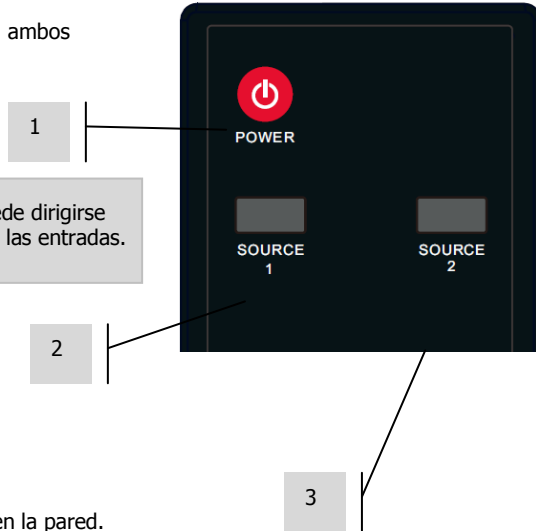 ambos
1
POWER
ede dirigirse
las entradas.
SOURCE
1
SOURCE
2
2
3
en la pared.